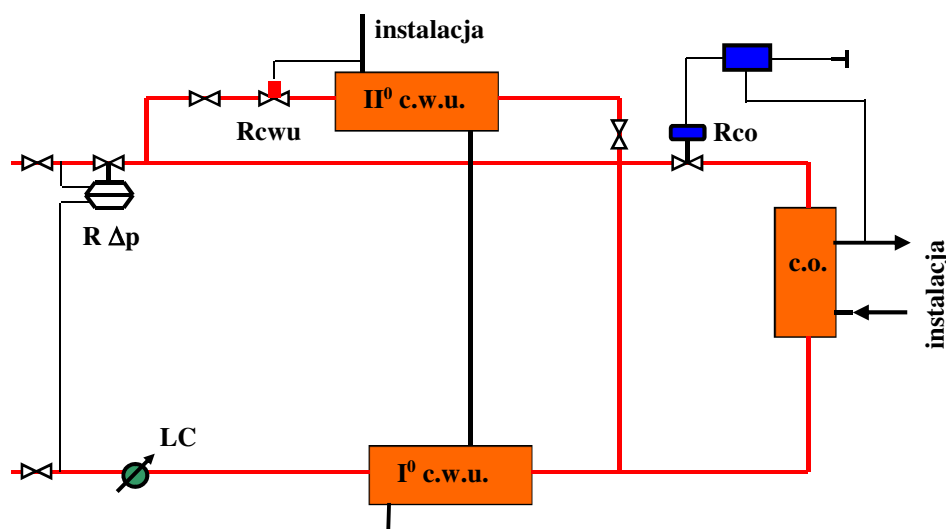 instalacja
II⁰ c.w.u.
Rcwu
Rco
R Δp
c.o.
instalacja
LC
I⁰ c.w.u.